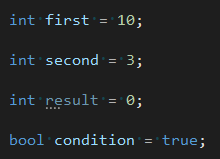 int first = 10;
int second = 3;
int result = 0;
bool condition = true;